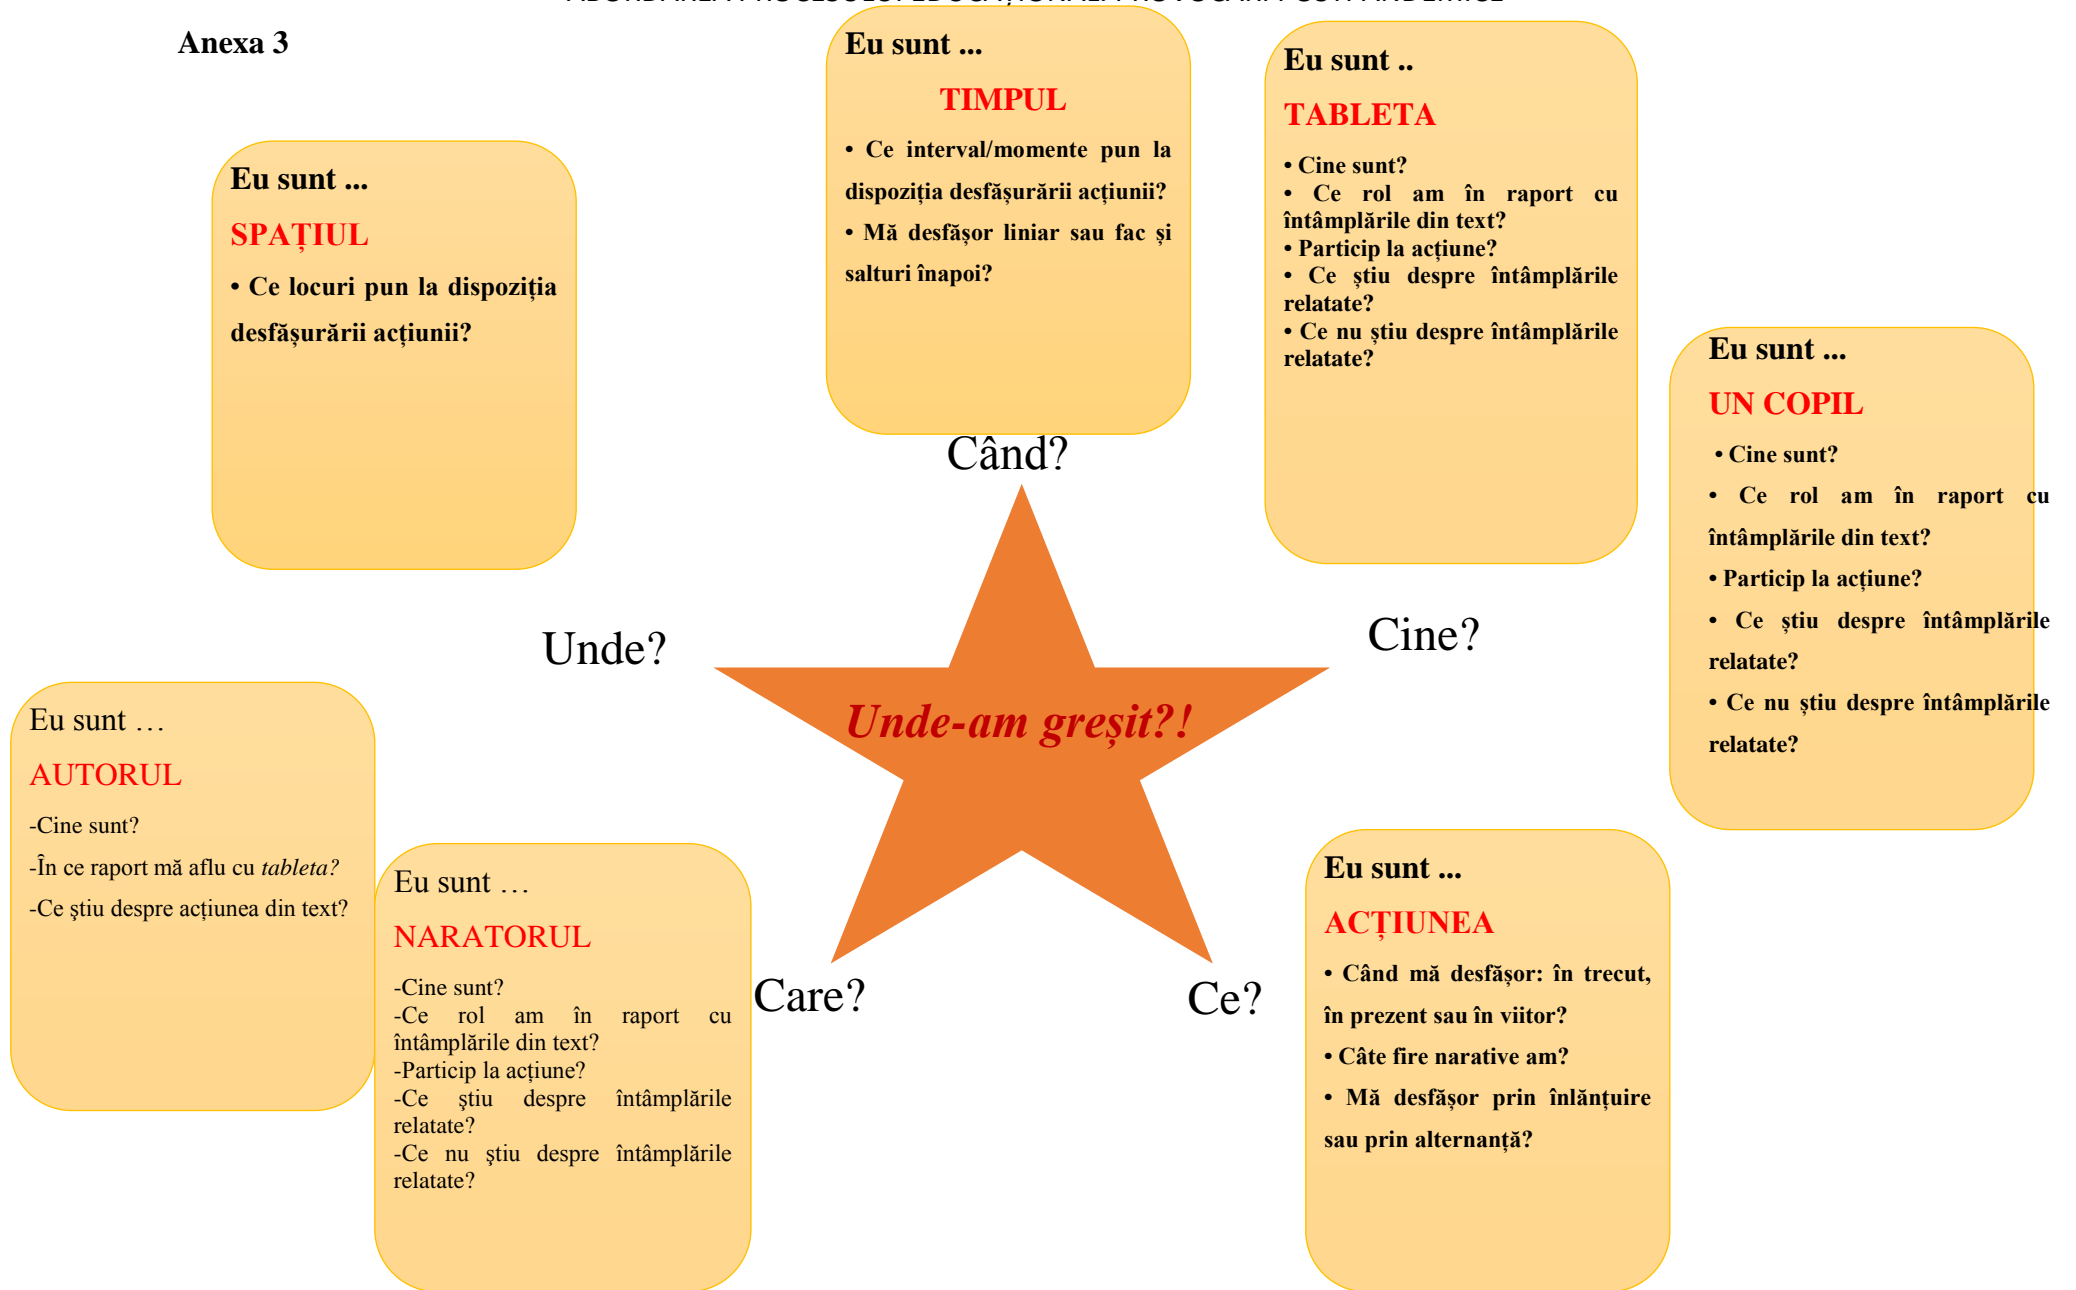 ABORDAREA PROCESULUI EDUCAȚIONAL. PROVOCĂRI POSTPANDEMICE
Anexa 3
Eu sunt ...
SPAȚIUL
• Ce locuri pun la dispoziția
desfășurării acțiunii?
Eu sunt ...
TIMPUL
• Ce interval/momente pun la
dispoziția desfășurării acțiunii?
• Mă desfășor liniar sau fac și
salturi înapoi?
Eu sunt ..
TABLETA
• Cine sunt?
• Ce rol am în raport cu
întâmplările din text?
• Particip la acțiune?
• Ce știu despre întâmplările
relatate?
• Ce nu știu despre întâmplările
relatate?
Eu sunt ...
UN COPIL
• Cine sunt?
• Ce rol am în raport cu
întâmplările din text?
• Particip la acțiune?
• Ce știu despre întâmplările
relatate?
• Ce nu știu despre întâmplările
relatate?
Când?
Unde?
Cine?
Unde-am greșit?!
Care?
Ce?
Eu sunt …
AUTORUL
-Cine sunt?
-În ce raport mă aflu cu tableta?
-Ce ştiu despre acțiunea din text?
Eu sunt …
NARATORUL
-Cine sunt?
-Ce rol am în raport cu
întâmplările din text?
-Particip la acțiune?
-Ce ştiu despre întâmplările
relatate?
-Ce nu ştiu despre întâmplările
relatate?
Eu sunt ...
ACȚIUNEA
• Când mă desfășor: în trecut,
în prezent sau în viitor?
• Câte fire narative am?
• Mă desfășor prin înlănțuire
sau prin alternanță?